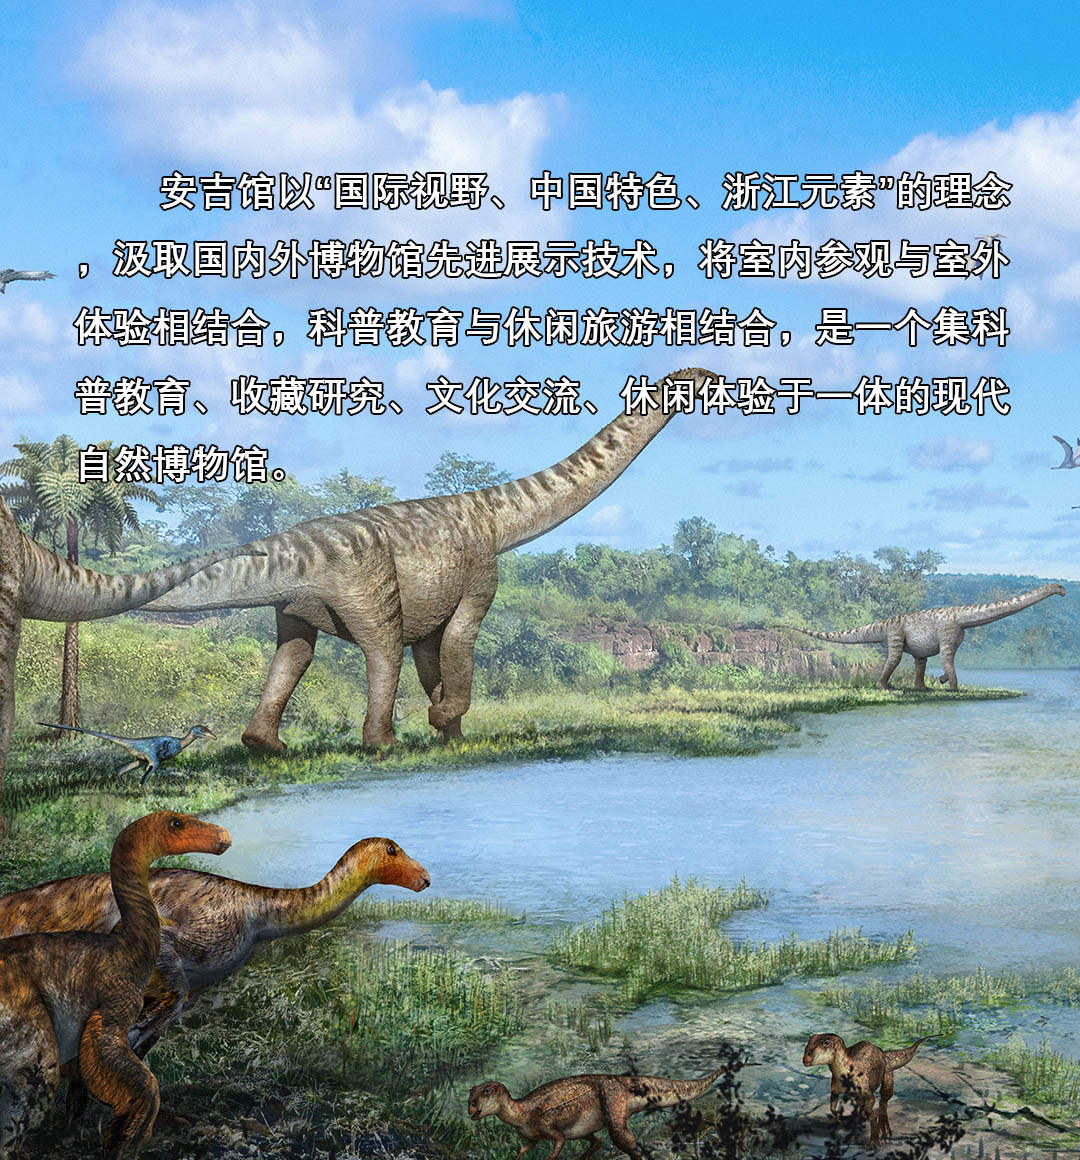 安吉馆以“国际视野、中国特色、浙江元素”的理念
，汲取国内外博物馆先进展示技术，将室内参观与室外
体验相结合，科普教育与休闲旅游相结合，是一个集科
普教育、收藏研究、文化交流、休闲体验于一体的现代
自然博物馆。